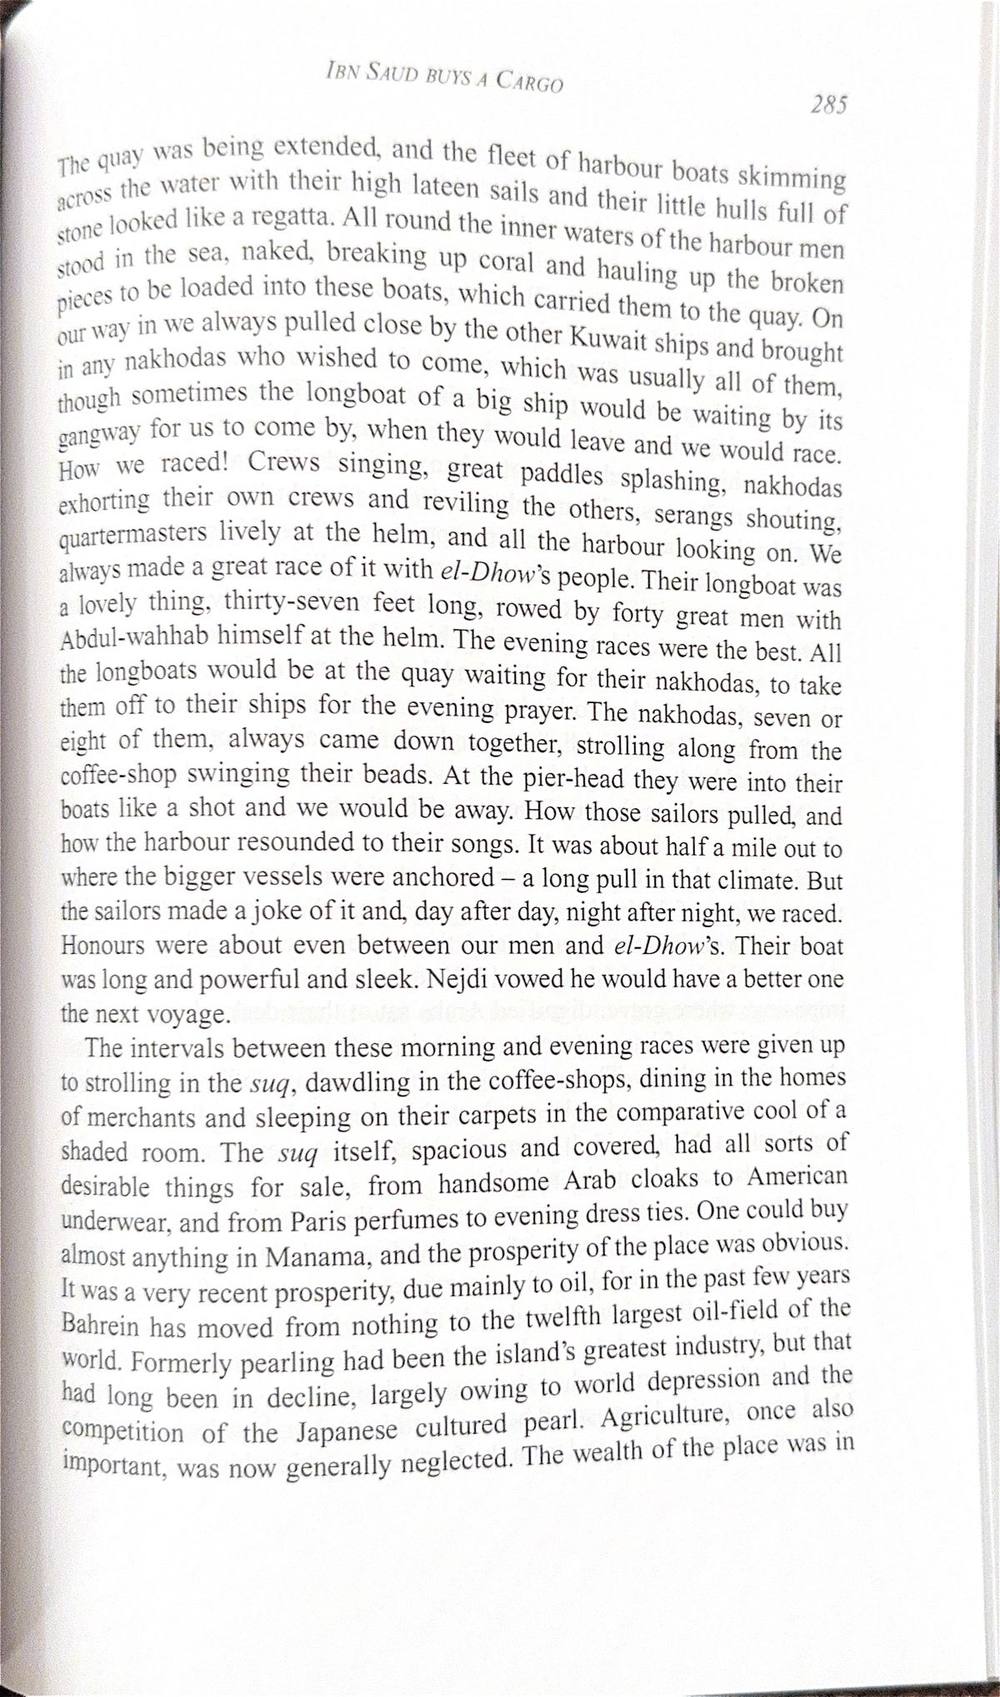 IBN SAUD BUYS A CARGO
285
The quay was being extended, and the fleet of harbour boats skimming
across the water with their high lateen sails and their little hulls full of
stone looked like a regatta. All round the inner waters of the harbour men
stood in the sea, naked, breaking up coral and hauling up the broken
pieces to be loaded into these boats, which carried them to the quay. On
our way in we always pulled close by the other Kuwait ships and brought
in any nakhodas who wished to come, which was usually all of them,
though sometimes the longboat of a big ship would be waiting by its
gangway for us to come by, when they would leave and we would race.
How we raced! Crews singing, great paddles splashing, nakhodas
exhorting their own crews and reviling the others, serangs shouting,
quartermasters lively at the helm, and all the harbour looking on. We
always made a great race of it with el-Dhow's people. Their longboat was
a lovely thing, thirty-seven feet long, rowed by forty great men with
Abdul-wahhab himself at the helm. The evening races were the best. All
the longboats would be at the quay waiting for their nakhodas, to take
them off to their ships for the evening prayer. The nakhodas, seven or
eight of them, always came down together, strolling along from the
coffee-shop swinging their beads. At the pier-head they were into their
boats like a shot and we would be away. How those sailors pulled, and
how the harbour resounded to their songs. It was about half a mile out to
where the bigger vessels were anchored – a long pull in that climate. But
the sailors made a joke of it and, day after day, night after night, we raced.
Honours were about even between our men and el-Dhow's. Their boat
was long and powerful and sleek. Nejdi vowed he would have a better one
the next voyage.
The intervals between these morning and evening races were given up
to strolling in the suq, dawdling in the coffee-shops, dining in the homes
of merchants and sleeping on their carpets in the comparative cool of a
shaded room. The suq itself, spacious and covered, had all sorts of
desirable things for sale, from handsome Arab cloaks to American
underwear, and from Paris perfumes to evening dress ties. One could buy
almost anything in Manama, and the prosperity of the place was obvious.
It was a very recent prosperity, due mainly to oil, for in the past few years
Bahrein has moved from nothing to the twelfth largest oil-field of the
world. Formerly pearling had been the island's greatest industry, but that
had long been in decline, largely owing to world depression and the
competition of the Japanese cultured pearl. Agriculture, once also
important, was now generally neglected. The wealth of the place was in